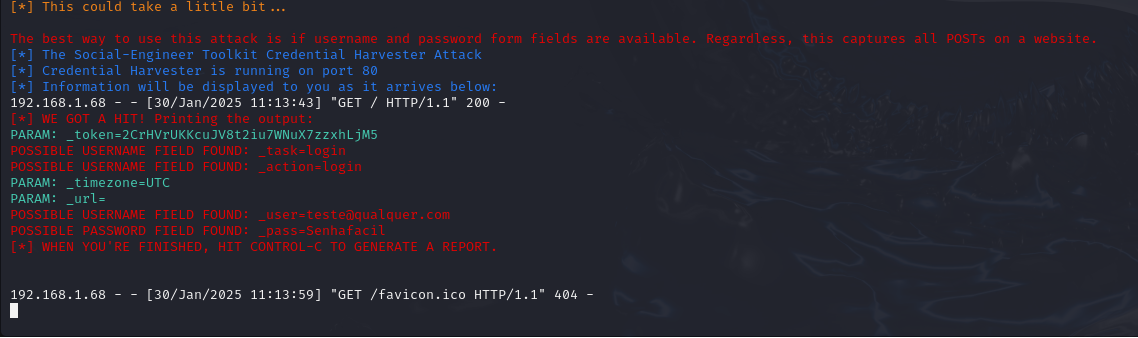 [*] This could take a little bit...
The best way to use this attack is if username and password form fields are available. Regardless, this captures all POSTs on a website.
[*] The Social-Engineer Toolkit Credential Harvester Attack
[*] Credential Harvester is running on port 80
[*] Information will be displayed to you as it arrives below:
192.168.1.68 - - [30/Jan/2025 11:13:43] "GET / HTTP/1.1" 200 -
[*] WE GOT A HIT! Printing the output:
PARAM: _token=2CrHVrUKKcuJV8t2iu7WNuX7zzxhLjM5
POSSIBLE USERNAME FIELD FOUND: _task=login
POSSIBLE USERNAME FIELD FOUND: _action=login
PARAM: _timezone=UTC
PARAM: _url=
POSSIBLE USERNAME FIELD FOUND: _user=teste@qualquer.com
POSSIBLE PASSWORD FIELD FOUND: _pass=Senhafacil
[*] WHEN YOU'RE FINISHED, HIT CONTROL-C TO GENERATE A REPORT.
192.168.1.68 - - [30/Jan/2025 11:13:59] "GET /favicon.ico HTTP/1.1" 404 -